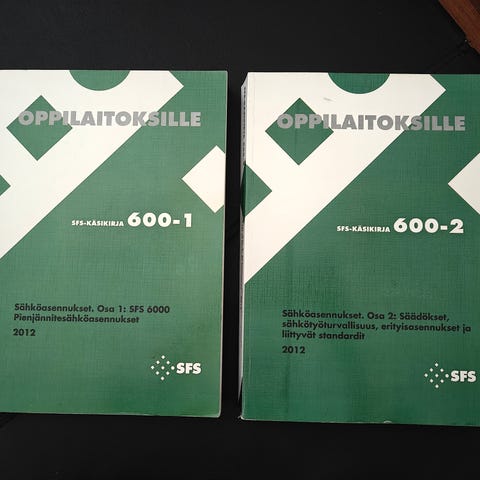 OPPILAITOKSILLE
SFS-KÄSIKIRJA 600-1
Sähköasennukset. Osa 1: SFS 6000
Pienjännitesähköasennukset
2012
SFS
OPPILAITOKSILLE
SFS-KÄSIKIRJA 600-2
Sähköasennukset. Osa 2: Säädökset,
sähkötyöturvallisuus, erityisasennukset ja
liittyvät standardit
2012
SFS